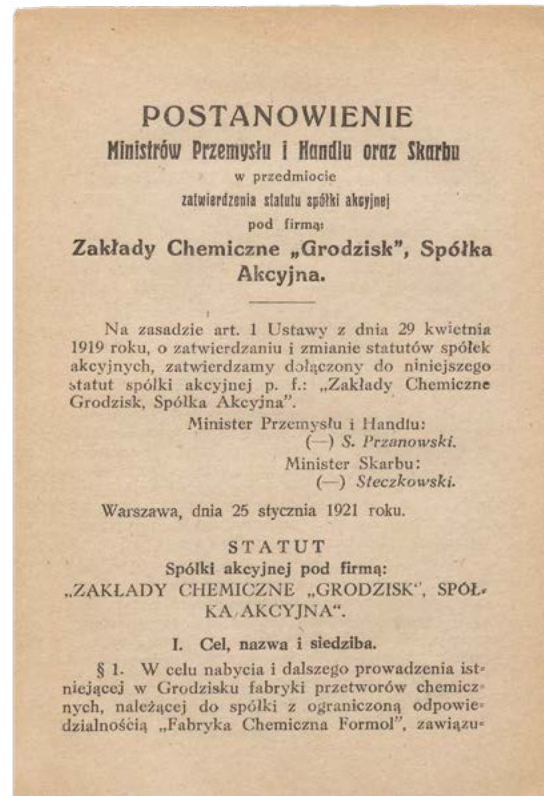 POSTANOWIENIE
Ministrów Przemysłu i Handlu oraz Skarbu
w przedmiocie
zatwierdzenia statutu spółki akcyjnej
pod firmą:
Zakłady Chemiczne „Grodzisk”, Spółka
Akcyjna.
Na zasadzie art. 1 Ustawy z dnia 29 kwietnia
1919 roku, o zatwierdzaniu i zmianie statutów spółek
akcyjnych, zatwierdzamy dołączony do niniejszego
statut spólki akcyjnej p. f.: „Zakłady Chemiczne
Grodzisk, Spółka Akcyjna”.
Minister Przemysłu i Handlu:
(—) S. Przanowski.
Minister Skarbu:
(—) Steczkowski.
Warszawa, dnia 25 stycznia 1921 roku.
STATUT
Spółki akcyjnej pod firmą:
„ZAKŁADY CHEMICZNE „GRODZISK“, SPÓŁ-
KA AKCYJNA“.
I. Cel, nazwa i siedziba.
§ 1. W celu nabycia i dalszego prowadzenia ist-
niejącej w Grodzisku fabryki przetworów chemicz-
nych, należącej do spółki z ograniczoną odpowie-
dzialnością „Fabryka Chemiczna Formol”, zawiązu-